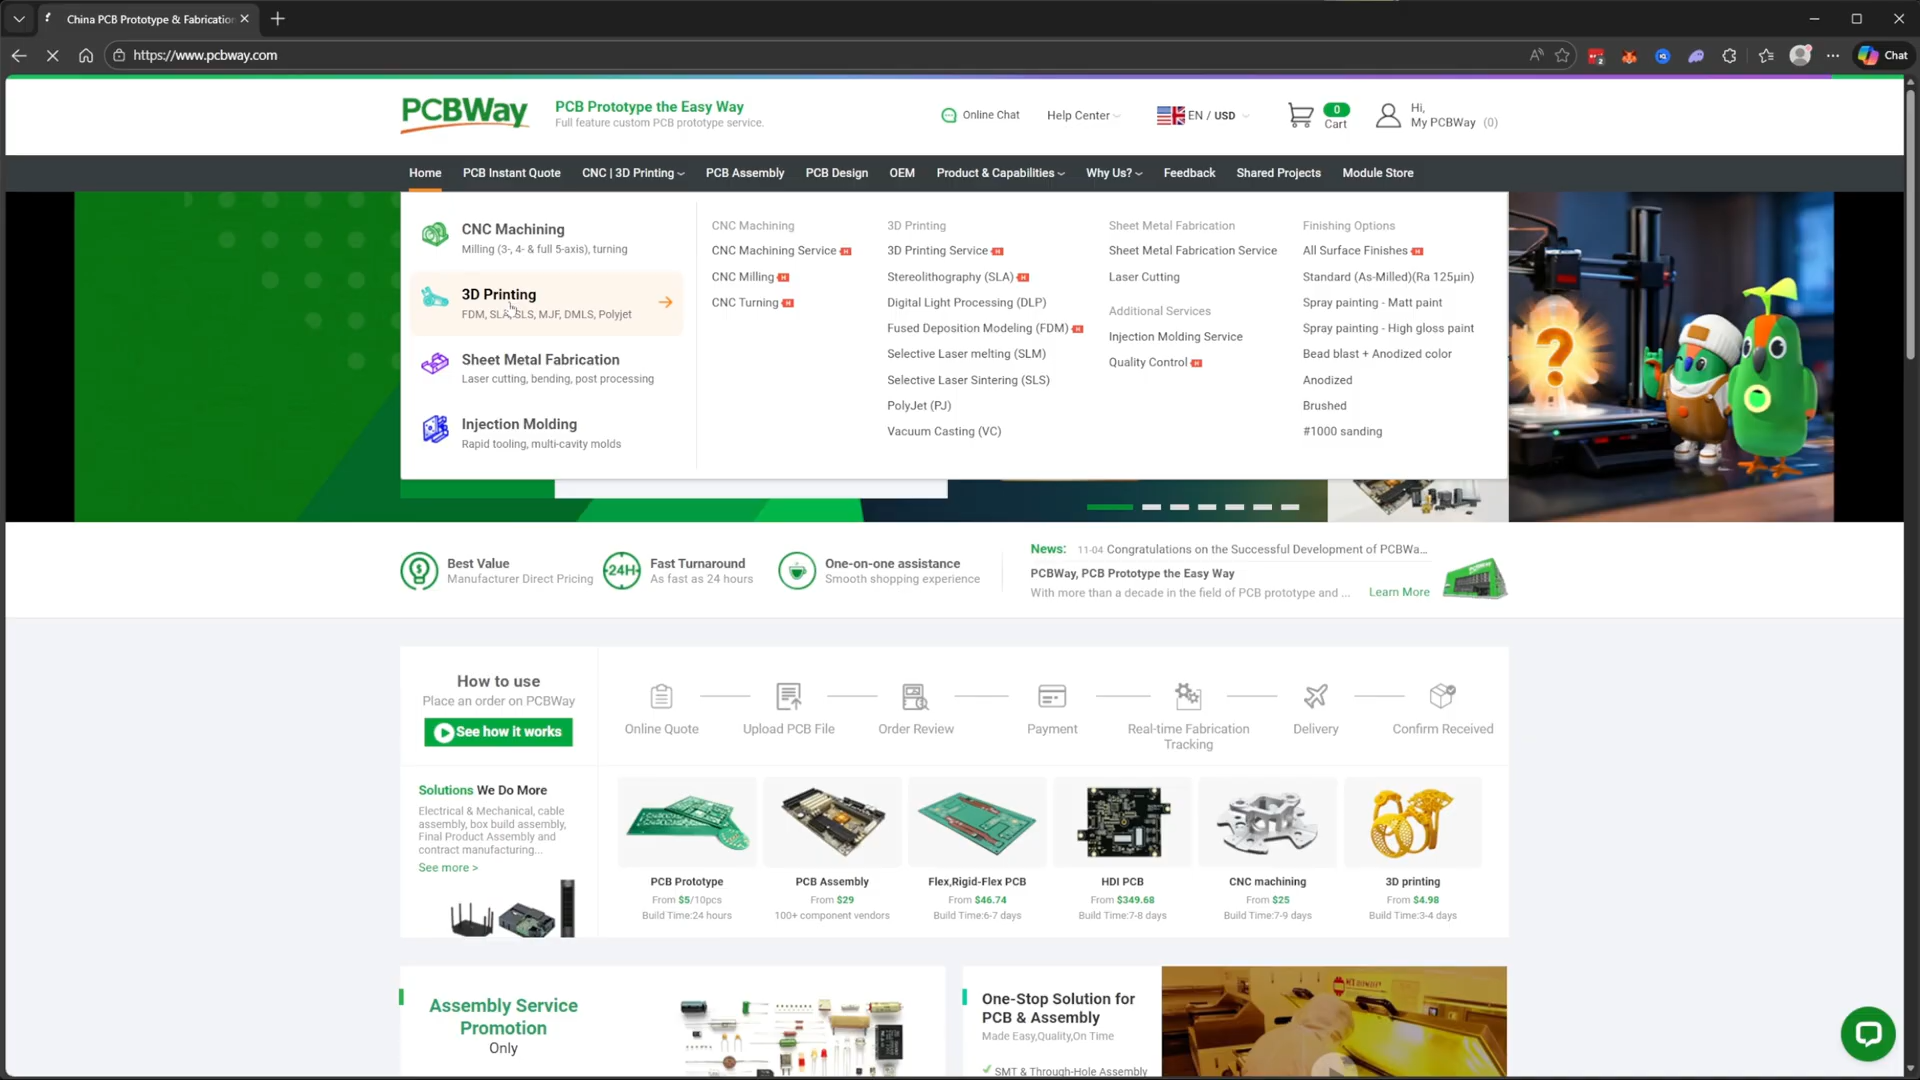 China PCB Prototype & Fabrication
https://www.pcbway.com
2
Chat
PCBWay
PCB Prototype the Easy Way
Full feature custom PCB prototype service.
Online Chat
Help Center
EN / USD
0
Cart
Hi,
My PCBWay (0)
Home
PCB Instant Quote
CNC | 3D Printing
PCB Assembly
PCB Design
OEM
Product & Capabilities
Why Us?
Feedback
Shared Projects
Module Store
CNC Machining
Milling (3-, 4- & full 5-axis), turning
3D Printing
FDM, SLA, SLS, MJF, DMLS, Polyjet
Sheet Metal Fabrication
Laser cutting, bending, post processing
Injection Molding
Rapid tooling, multi-cavity molds
CNC Machining
CNC Machining Service H
CNC Milling H
CNC Turning H
3D Printing
3D Printing Service H
Stereolithography (SLA) H
Digital Light Processing (DLP)
Fused Deposition Modeling (FDM) H
Selective Laser melting (SLM)
Selective Laser Sintering (SLS)
PolyJet (PJ)
Vacuum Casting (VC)
Sheet Metal Fabrication
Sheet Metal Fabrication Service
Laser Cutting
Additional Services
Injection Molding Service
Quality Control H
Finishing Options
All Surface Finishes H
Standard (As-Milled)(Ra 125μin)
Spray painting - Matt paint
Spray painting - High gloss paint
Bead blast + Anodized color
Anodized
Brushed
#1000 sanding
?
Best Value
Manufacturer Direct Pricing
24H
Fast Turnaround
As fast as 24 hours
One-on-one assistance
Smooth shopping experience
News: 11-04 Congratulations on the Successful Development of PCBWa...
PCBWay, PCB Prototype the Easy Way
With more than a decade in the field of PCB prototype and ...
Learn More
How to use
Place an order on PCBWay
See how it works
Online Quote
Upload PCB File
Order Review
Payment
Real-time Fabrication
Tracking
Delivery
Confirm Received
Solutions We Do More
Electrical & Mechanical, cable
assembly, box build assembly,
Final Product Assembly and
contract manufacturing...
See more >
PCB Prototype
From $5/10pcs
Build Time:24 hours
PCB Assembly
From $29
100+ component vendors
Flex,Rigid-Flex PCB
From $46.74
Build Time:6-7 days
HDI PCB
From $349.68
Build Time:7-8 days
CNC machining
From $25
Build Time:7-9 days
3D printing
From $4.98
Build Time:3-4 days
Assembly Service
Promotion
Only
One-Stop Solution for
PCB & Assembly
Made Easy,Quality,On Time
SMT & Through-Hole Assembly